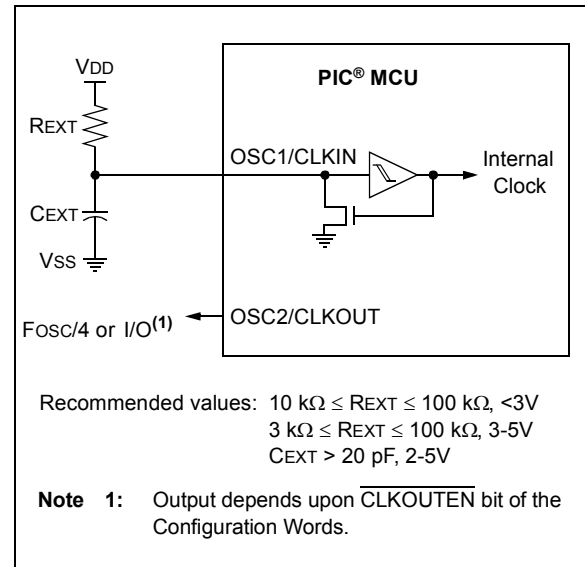 VDD
PIC® MCU
REXT
OSC1/CLKIN
Internal
Clock
CEXT
VSS
OSC2/CLKOUT
FOSC/4 or I/O(1)
Recommended values: 10 kΩ ≤ REXT ≤ 100 kΩ, <3V
3 kΩ ≤ REXT ≤ 100 kΩ, 3-5V
CEXT > 20 pF, 2-5V
Note 1: Output depends upon CLKOUTEN bit of the
Configuration Words.